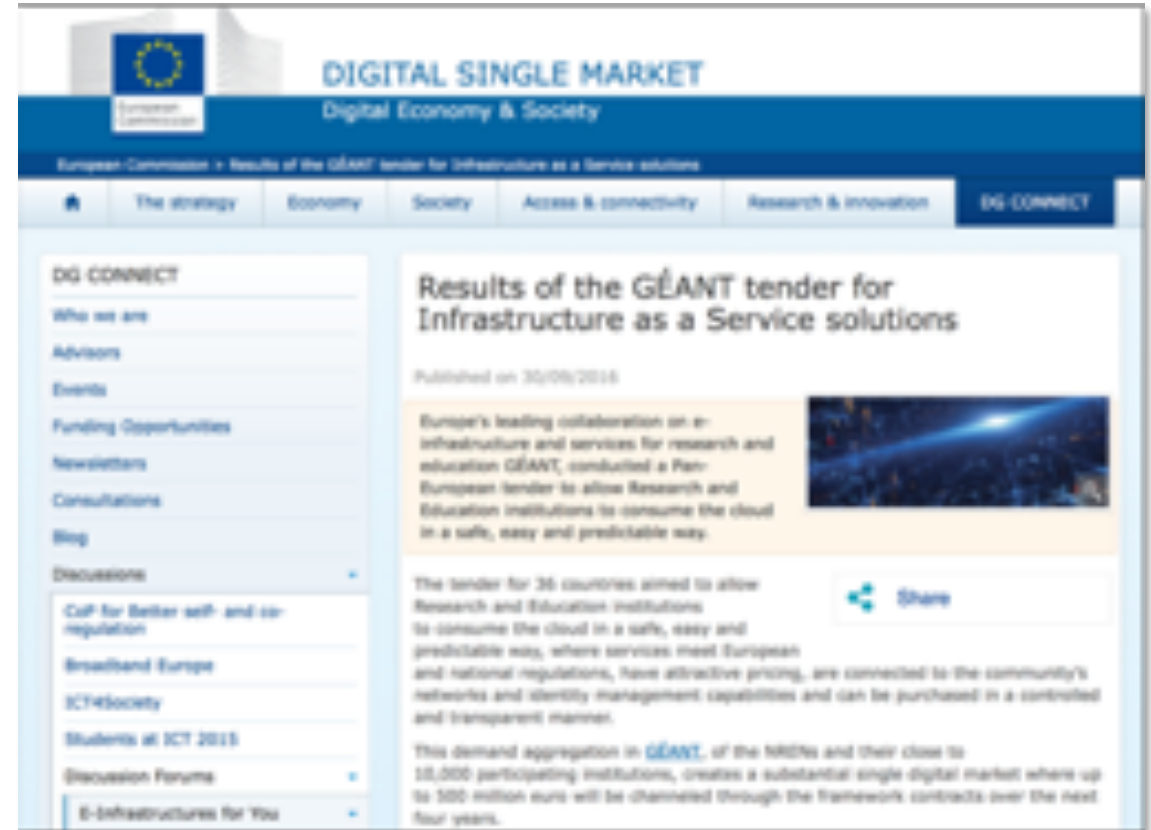 European
Commission
DIGITAL SINGLE MARKET
Digital Economy & Society
European Commission > Results of the GÉANT tender for Infrastructure as a Service solutions
The strategy
Economy
Society
Access & connectivity
Research & innovation
DG CONNECT
DG CONNECT
Who we are
Advisors
Events
Funding Opportunities
Newsletters
Consultations
Blog
Discussions
CoP for Better self- and co-
regulation
Broadband Europe
ICT4Society
Students at ICT 2015
Discussion Forums
E-Infrastructures for You
Results of the GÉANT tender for
Infrastructure as a Service solutions
Published on 30/09/2016
Europe's leading collaboration on e-
infrastructure and services for research and
education GÉANT, conducted a Pan-
European tender to allow Research and
Education institutions to consume the cloud
in a safe, easy and predictable way.
Share
The tender for 36 countries aimed to allow
Research and Education institutions
to consume the cloud in a safe, easy and
predictable way, where services meet European
and national regulations, have attractive pricing, are connected to the community's
networks and identity management capabilities and can be purchased in a controlled
and transparent manner.
This demand aggregation in GÉANT, of the NRENs and their close to
10,000 participating institutions, creates a substantial single digital market where up
to 500 million euro will be channeled through the framework contracts over the next
four years.